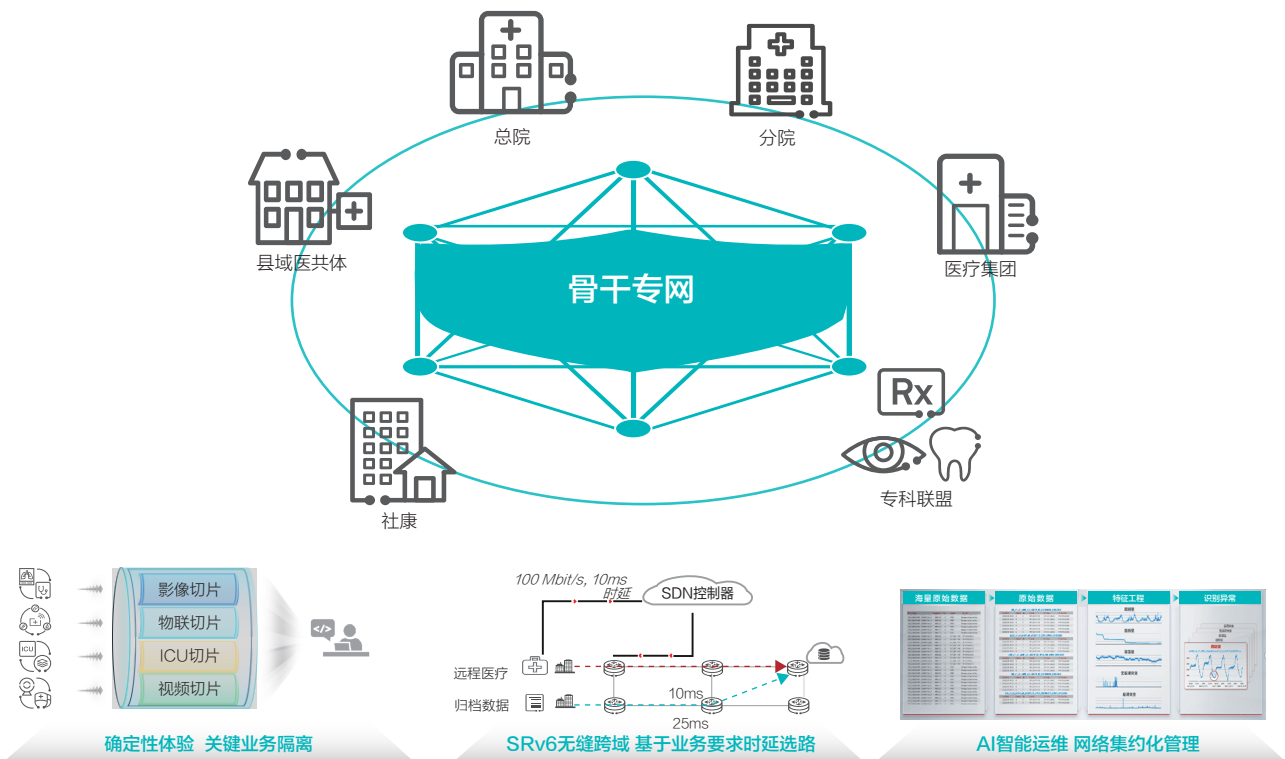 总院
分院
县域医共体
医疗集团
骨干专网
Rx
专科联盟
社康
影像切片
物联切片
ICU切片
视频切片
ICU
</>
确定性体验 关键业务隔离
100 Mbit/s, 10ms
时延
SDN控制器
远程医疗
归档数据
10ms
25ms
SRv6无缝跨域 基于业务要求时延选路
海量原始数据
原始数据
特征工程
识别异常
AI智能运维 网络集约化管理